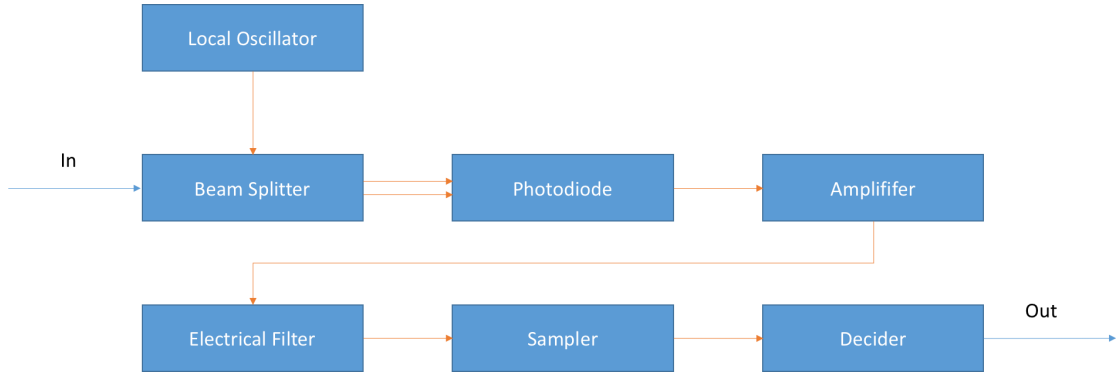 Local Oscillator
In
Beam Splitter
Photodiode
Amplififer
Electrical Filter
Sampler
Decider
Out